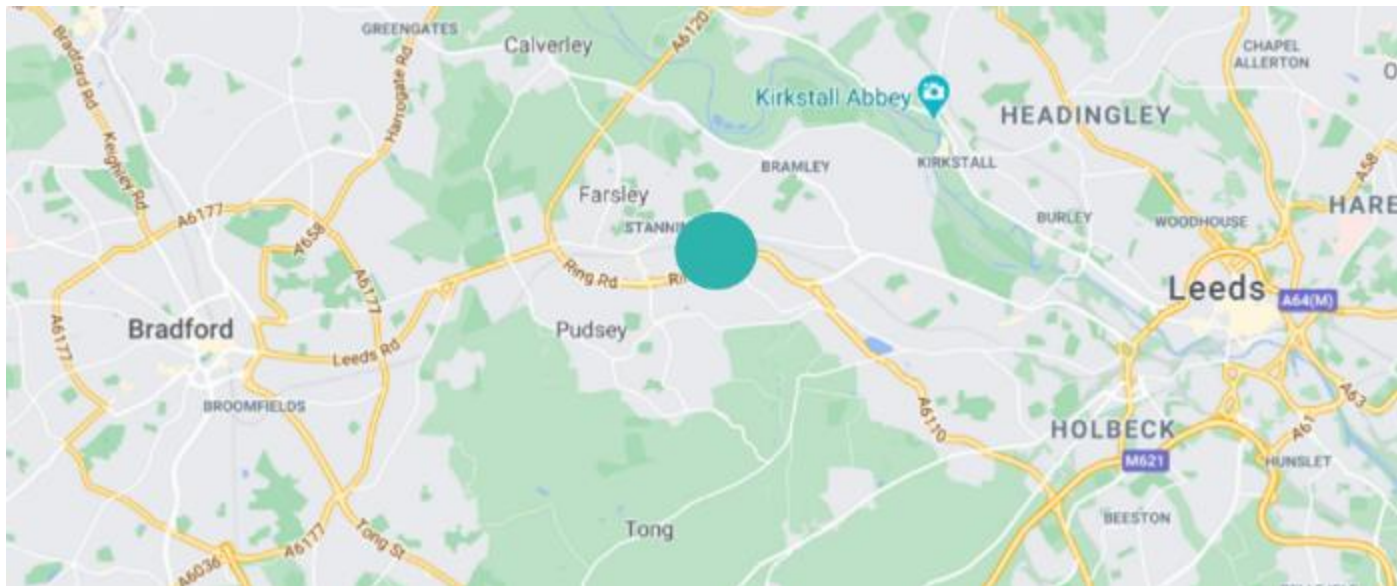 GREENGATES
Calverley
A6120
CHAPEL
ALLERTON
Bradford Rd
Harrogate Rd
Kirkstall Abbey
HEADINGLEY
Keighley Rd
BRAMLEY
KIRKSTALL
A58
Farsley
A6177
A658
STANNIN
BURLEY
WOODHOUSE
HARE
Ring Rd
A6177
Leeds
A64(M)
A6177
Bradford
Pudsey
Leeds Rd
A63
BROOMFIELDS
A6110
HOLBECK
A61
M621
HUNSLET
Tong
BEESTON
Tong St
A6177
A6036